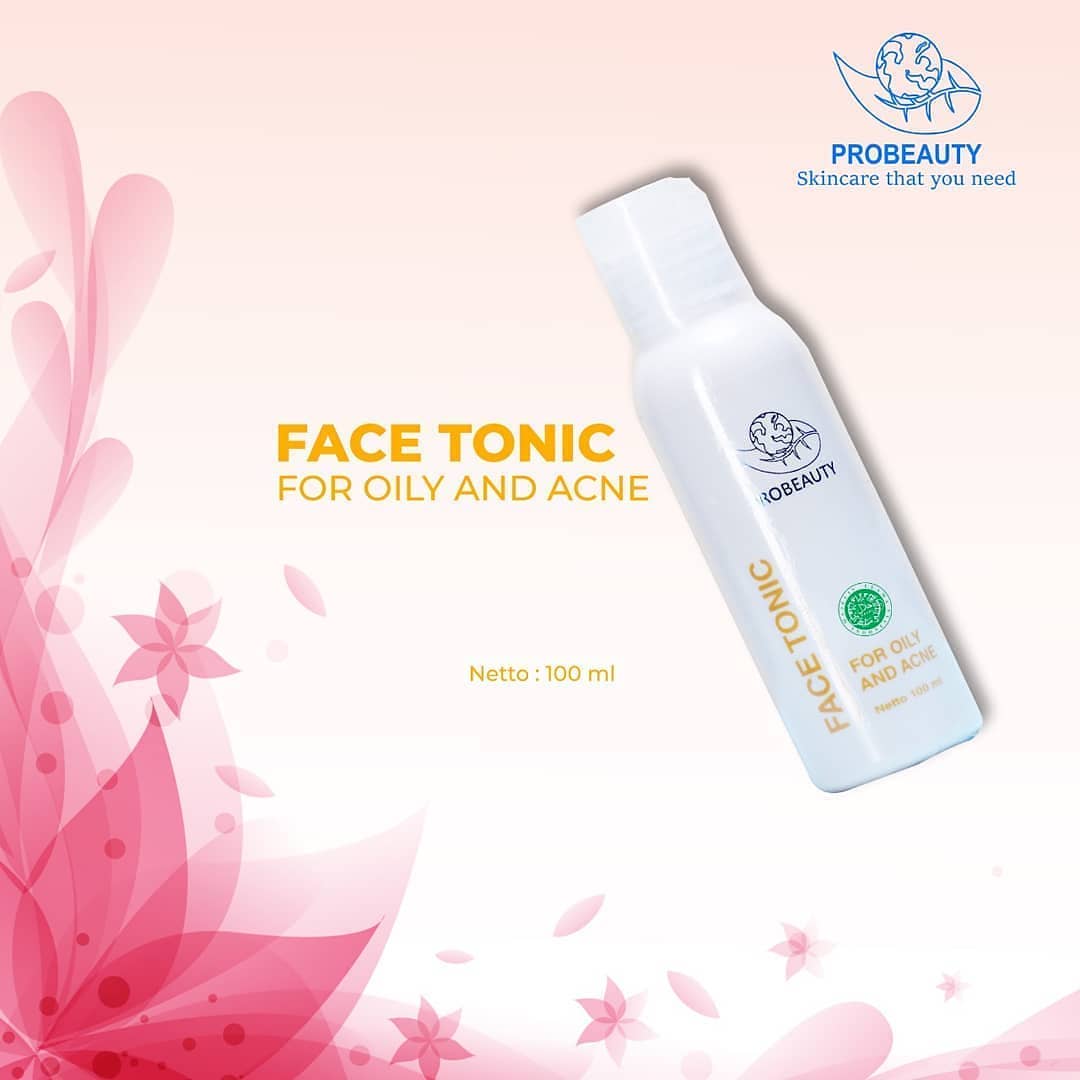 PROBEAUTY
Skincare that you need
FACE TONIC
FOR OILY AND ACNE
Netto : 100 ml
PROBEAUTY
FACE TONIC
FOR OILY
AND ACNE
Netto 100 ml